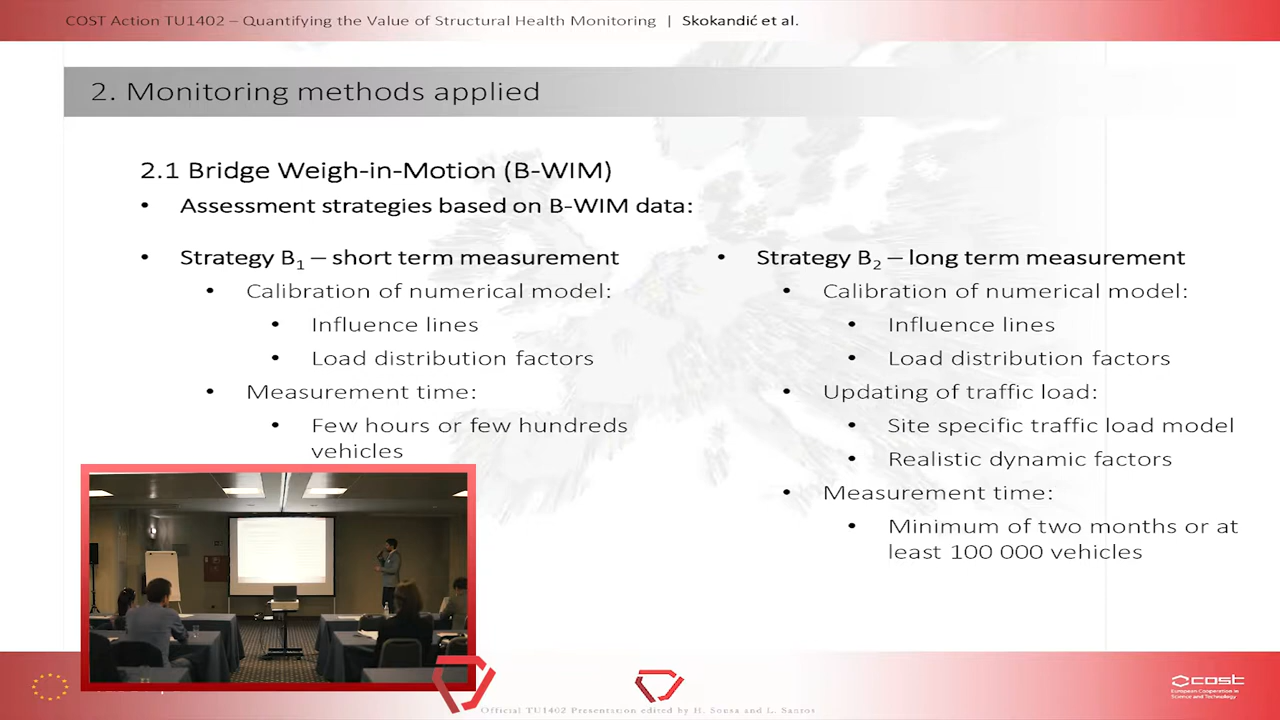 COST Action TU1402 – Quantifying the Value of Structural Health Monitoring | Skokandić et al.
2. Monitoring methods applied
2.1 Bridge Weigh-in-Motion (B-WIM)
• Assessment strategies based on B-WIM data:
• Strategy B1 – short term measurement
• Calibration of numerical model:
• Influence lines
• Load distribution factors
• Measurement time:
• Few hours or few hundreds
vehicles
• Strategy B2 – long term measurement
• Calibration of numerical model:
• Influence lines
• Load distribution factors
• Updating of traffic load:
• Site specific traffic load model
• Realistic dynamic factors
• Measurement time:
• Minimum of two months or at
least 100 000 vehicles
cost
European Cooperation in
Science and Technology
Official TU1402 Presentation edited by H. Sousa and L. Santos